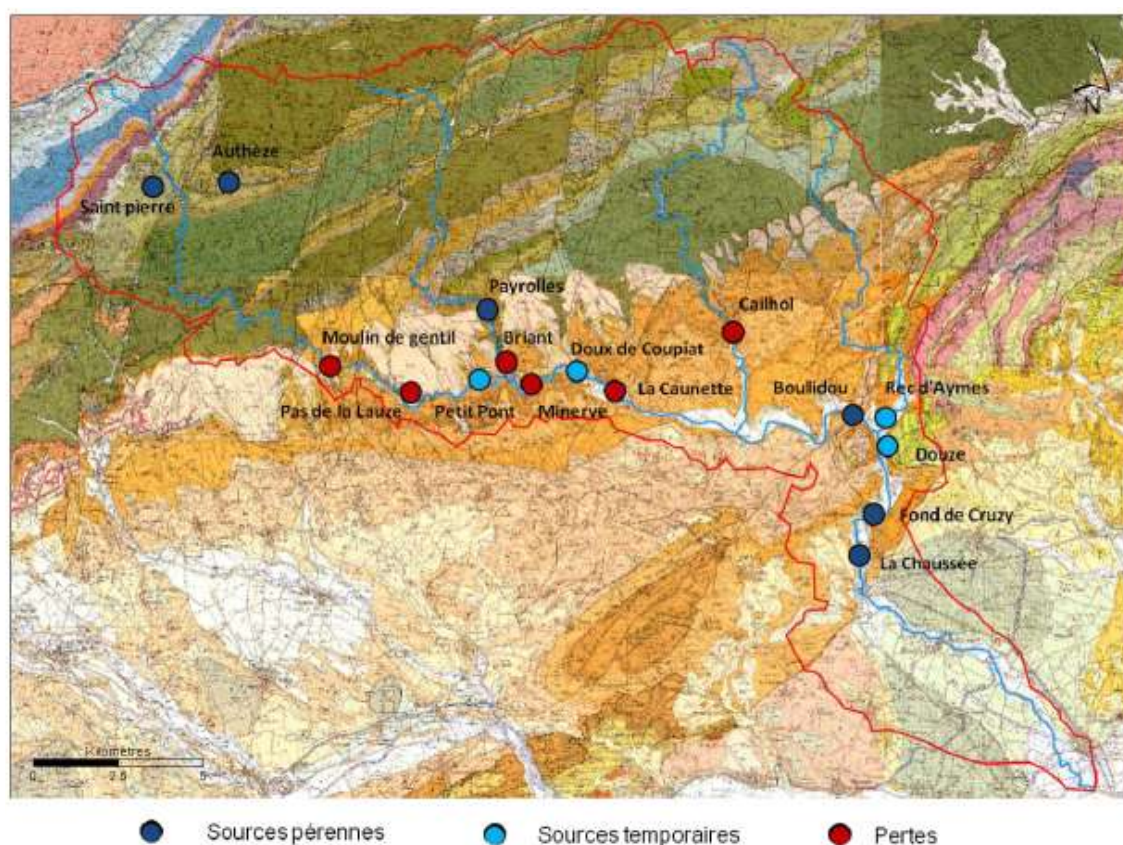 N
Authèze
Saint pierre
Payrolles
Cailhol
Moulin de gentil
Briant
Doux de Coupiat
La Caunette
Boulidou
Rec d'Aymes
Pas de la Lauze
Petit Pont
Minerve
Douze
Fond de Cruzy
La Chaussée
Kilomètres
0 2.5 5
Sources pérennes
Sources temporaires
Pertes